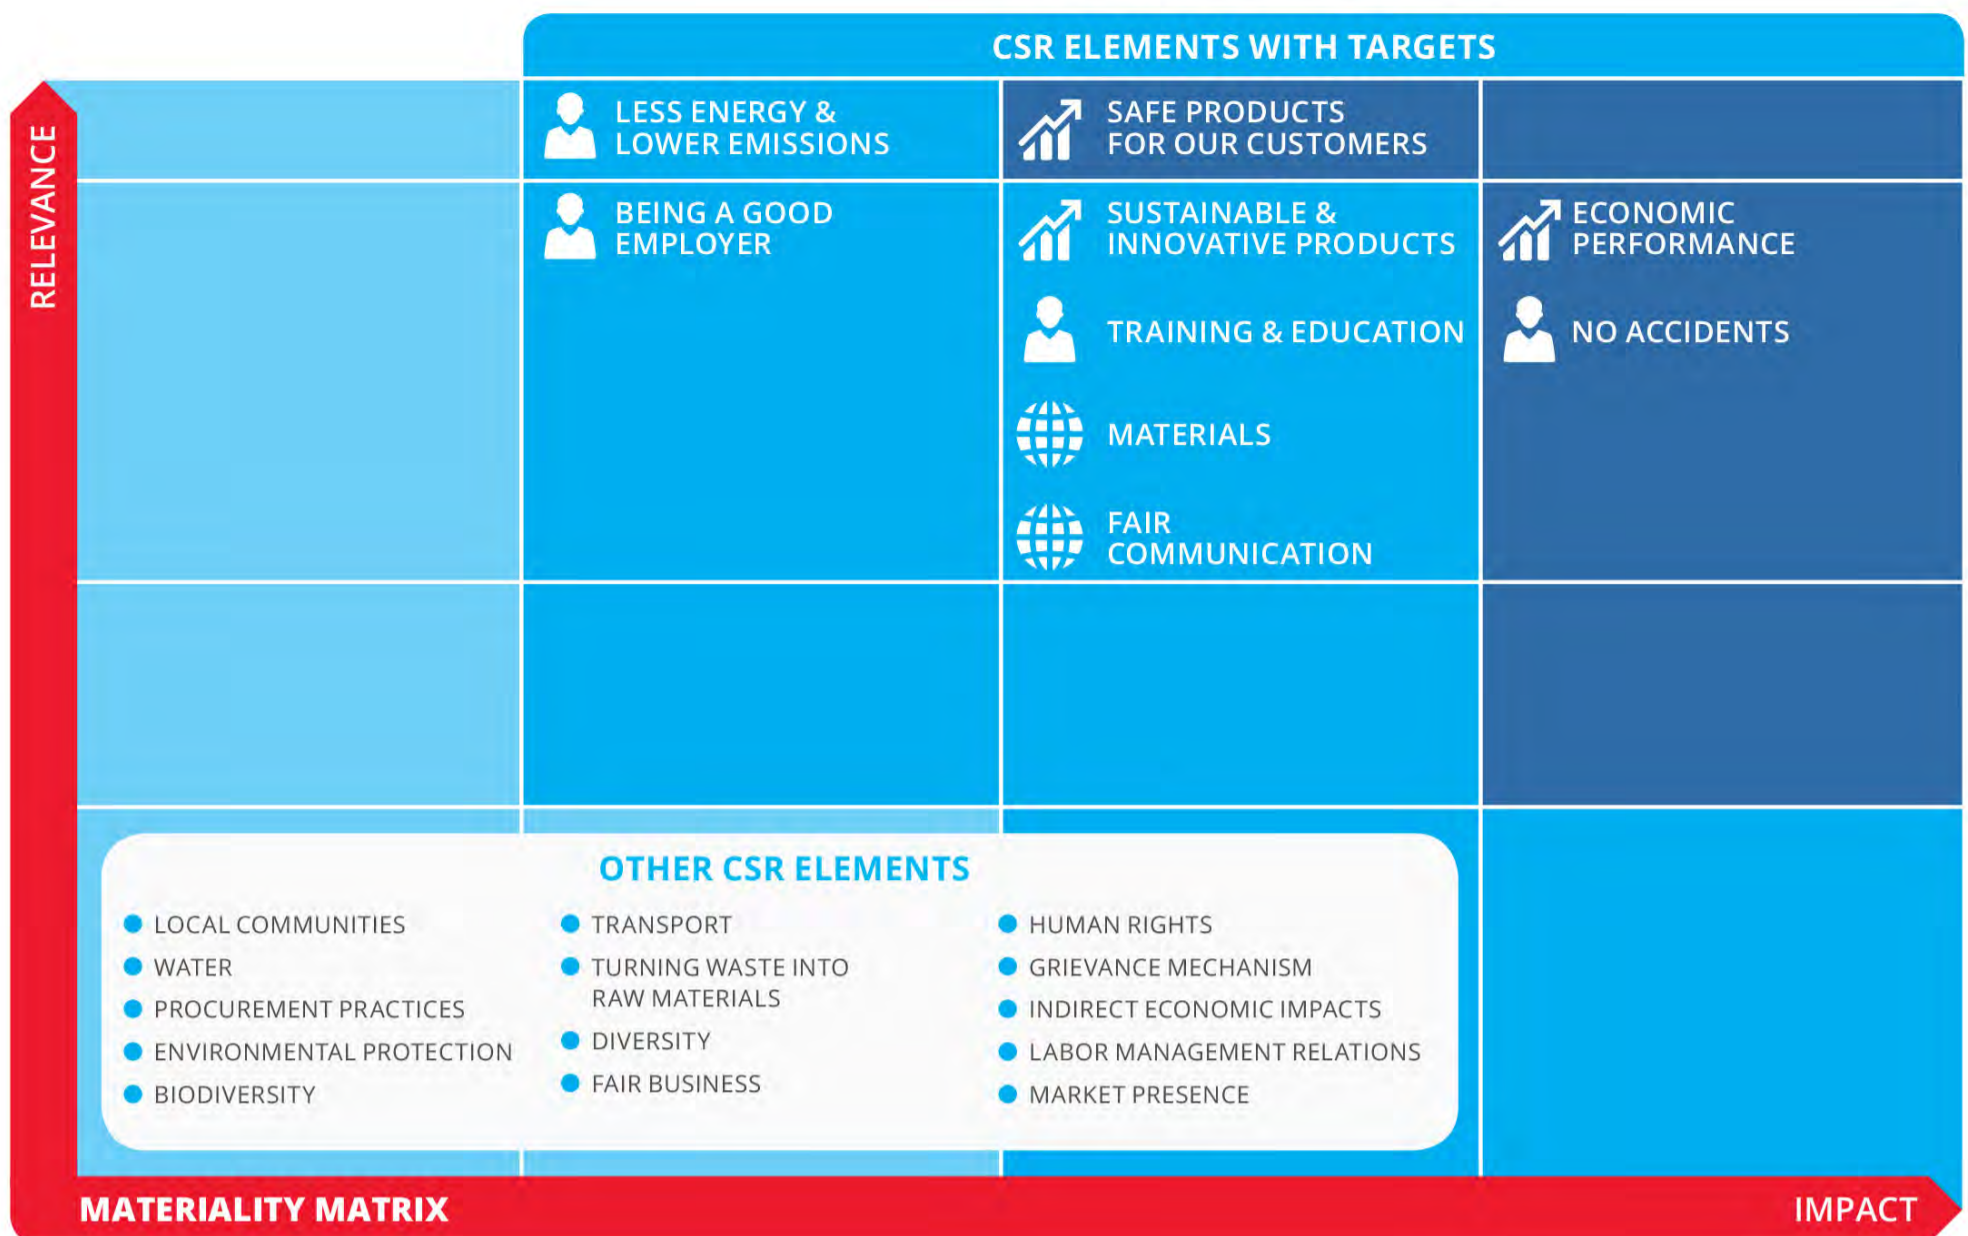 CSR ELEMENTS WITH TARGETS
RELEVANCE
LESS ENERGY &
LOWER EMISSIONS
SAFE PRODUCTS
FOR OUR CUSTOMERS
BEING A GOOD
EMPLOYER
SUSTAINABLE &
INNOVATIVE PRODUCTS
TRAINING & EDUCATION
MATERIALS
FAIR
COMMUNICATION
ECONOMIC
PERFORMANCE
NO ACCIDENTS
OTHER CSR ELEMENTS
LOCAL COMMUNITIES
WATER
PROCUREMENT PRACTICES
ENVIRONMENTAL PROTECTION
BIODIVERSITY
TRANSPORT
TURNING WASTE INTO
RAW MATERIALS
DIVERSITY
FAIR BUSINESS
HUMAN RIGHTS
GRIEVANCE MECHANISM
INDIRECT ECONOMIC IMPACTS
LABOR MANAGEMENT RELATIONS
MARKET PRESENCE
MATERIALITY MATRIX
IMPACT